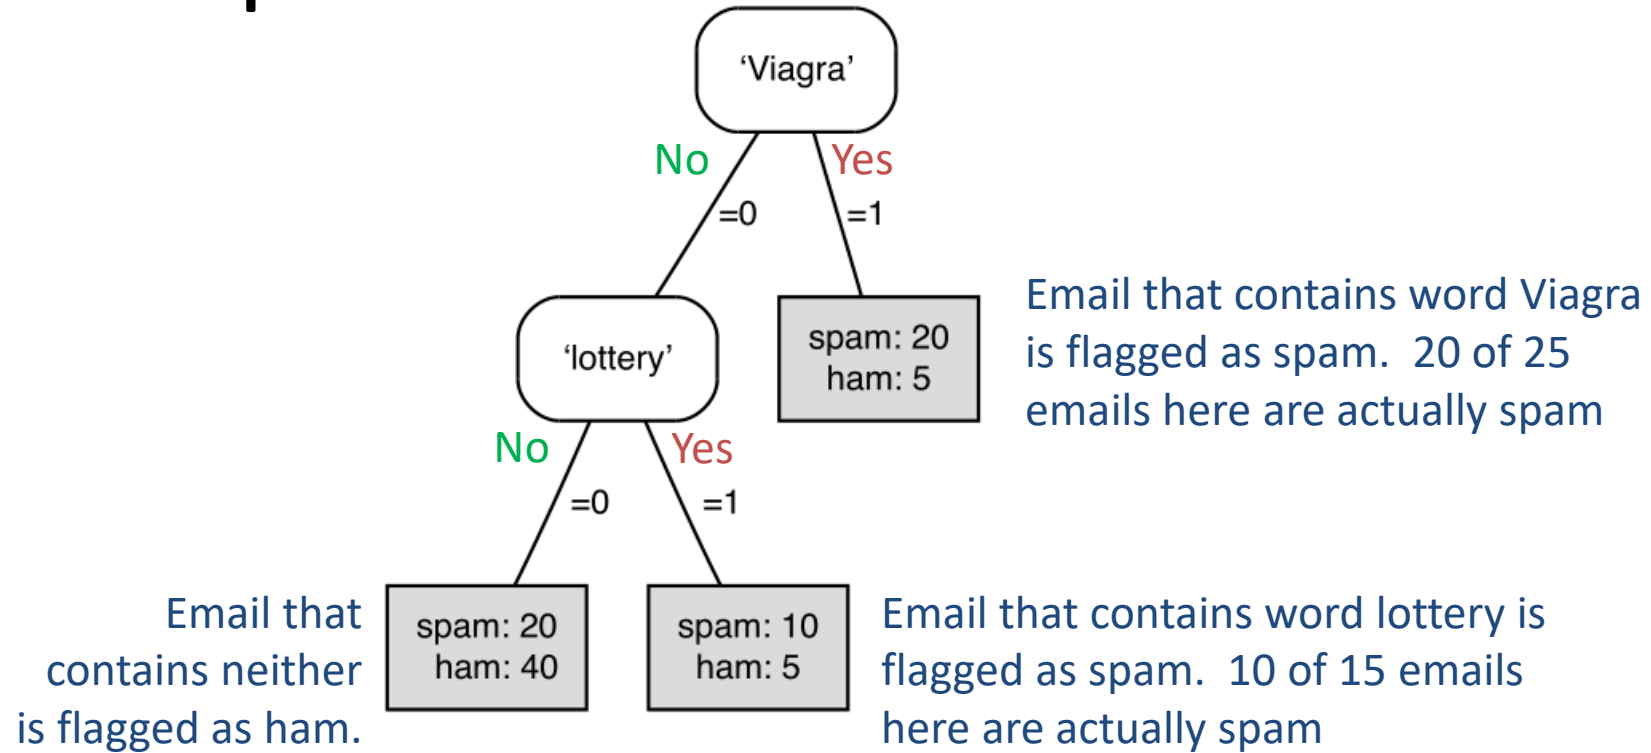 ‘Viagra’
No
Yes
=0
=1
‘lottery’
spam: 20
ham: 5
Email that contains word Viagra
is flagged as spam.  20 of 25
emails here are actually spam
No
Yes
=0
=1
Email that
contains neither
is flagged as ham.
spam: 20
ham: 40
spam: 10
ham: 5
Email that contains word lottery is
flagged as spam.  10 of 15 emails
here are actually spam